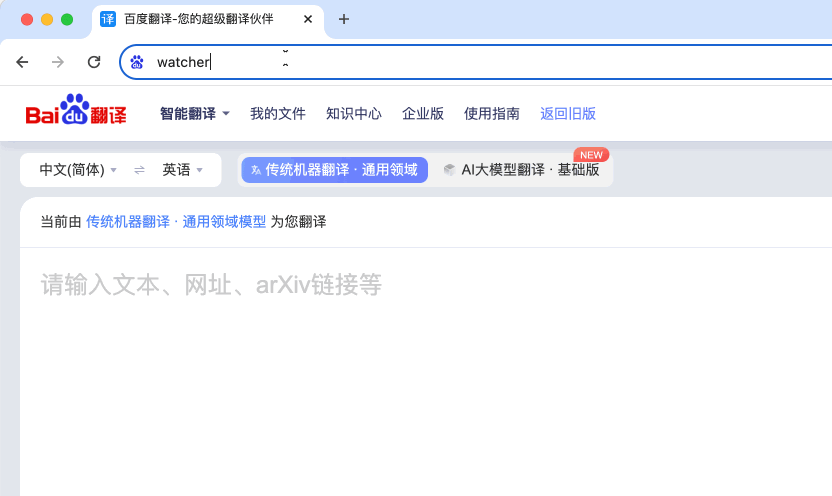 译 百度翻译-您的超级翻译伙伴
watcher
Bai du 翻译 智能翻译 我的文件 知识中心 企业版 使用指南 返回旧版
中文(简体) 英语 传统机器翻译 · 通用领域 AI大模型翻译 · 基础版 NEW
当前由 传统机器翻译 · 通用领域模型 为您翻译
请输入文本、网址、arXiv链接等